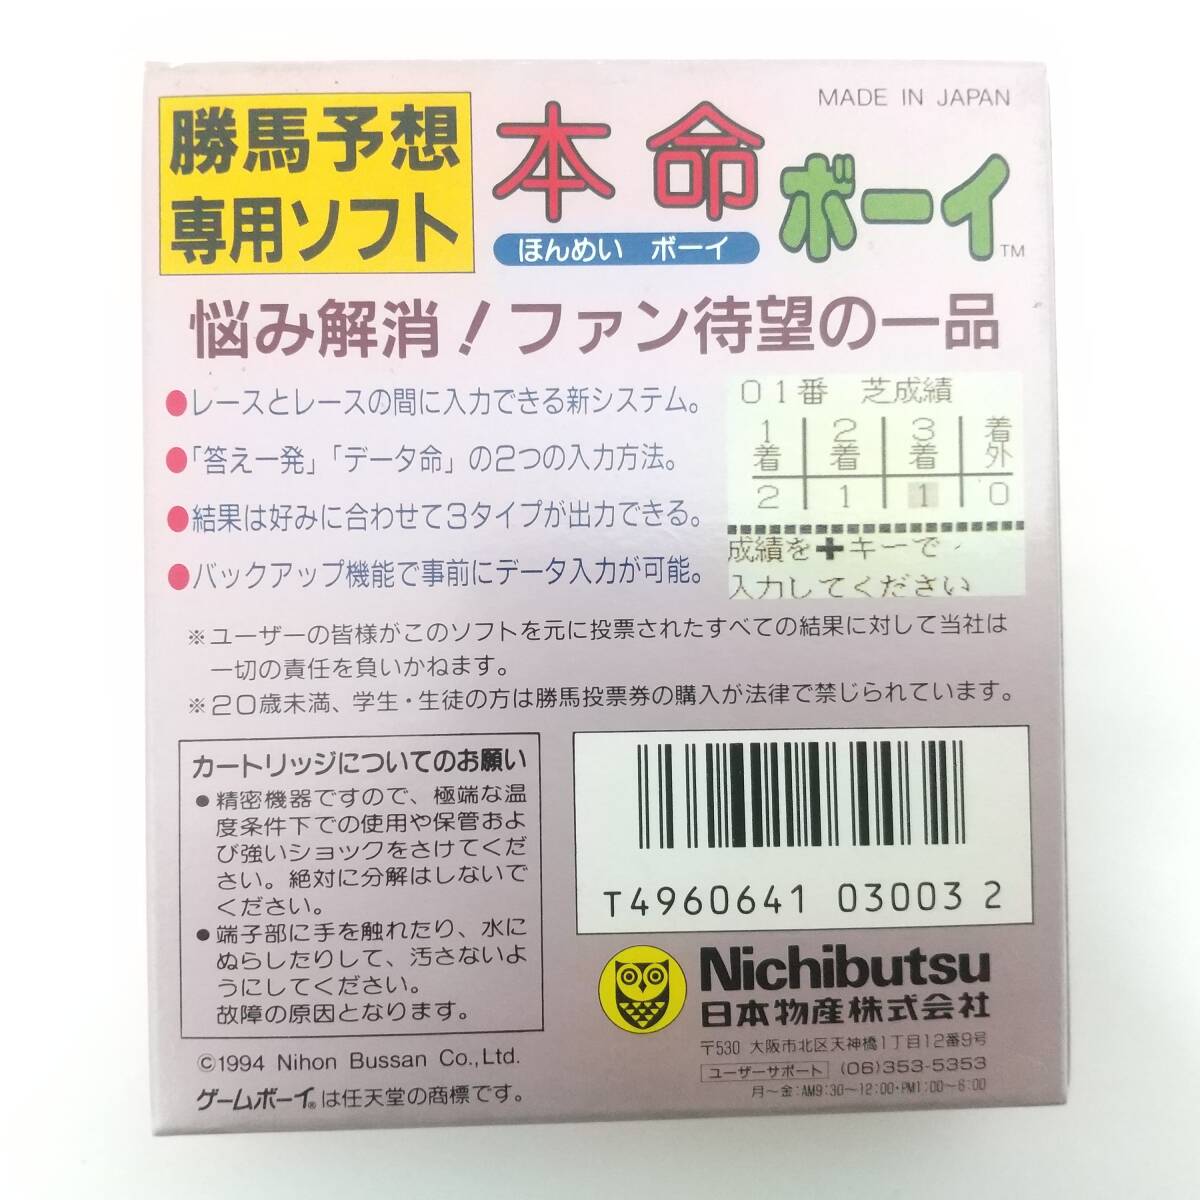 MADE IN JAPAN
勝馬予想
専用ソフト
本命ボーイ™
ほんめい ボーイ
悩み解消!ファン待望の一品
●レースとレースの間に入力できる新システム。
●「答え一発」「データ命」の2つの入力方法。
●結果は好みに合わせて3タイプが出力できる。
●バックアップ機能で事前にデータ入力が可能。
01番 芝成績
1着 2着 3着 着外
2 1 1 0
成績を✚キーで
入力してください
※ユーザーの皆様がこのソフトを元に投票されたすべての結果に対して当社は
一切の責任を負いかねます。
※20歳未満、学生・生徒の方は勝馬投票券の購入が法律で禁じられています。
カートリッジについてのお願い
●精密機器ですので、極端な温
度条件下での使用や保管およ
び強いショックをさけてくだ
さい。絶対に分解はしないで
ください。
●端子部に手を触れたり、水に
ぬらしたりして、汚さないよ
うにしてください。
故障の原因となります。
©1994 Nihon Bussan Co.,Ltd.
ゲームボーイ®は任天堂の商標です。
T4960641 03003 2
Nichibutsu
日本物産株式会社
〒530 大阪市北区天神橋1丁目12番9号
ユーザーサポート (06)353-5353
月～金:AM9:30～12:00・PM1:00～6:00